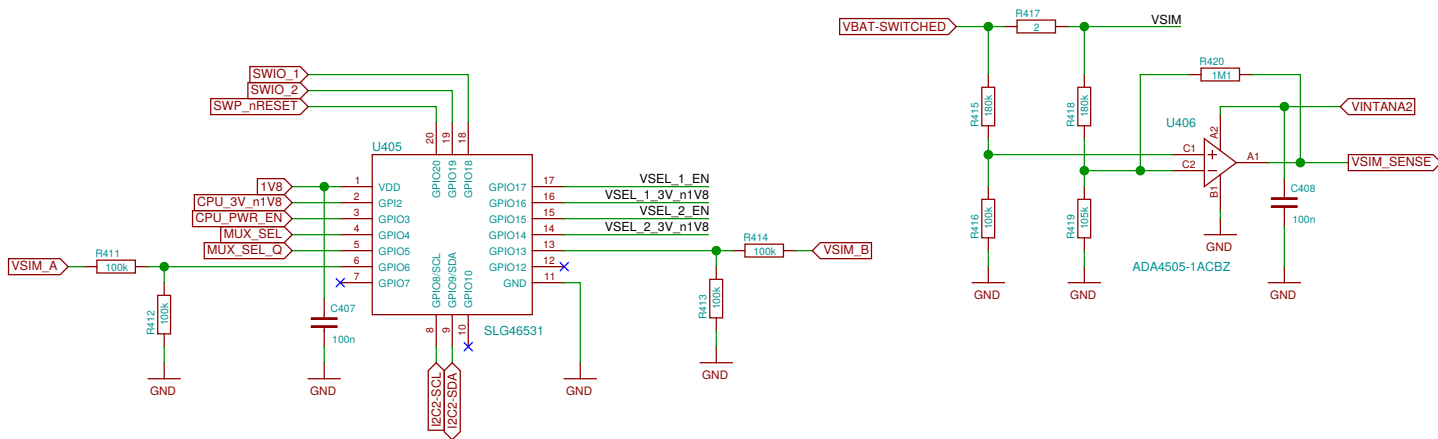 VBAT-SWITCHED
R417
2
VSIM
SWIO_1
SWIO_2
SWP_nRESET
R415
180k
R418
180k
R420
1M1
VINTANA2
U406
C1
C2
A2
B1
A1
VSIM_SENSE
R416
100k
R419
105k
C408
100n
GND
GND
GND
GND
ADA4505-1ACBZ
U405
20
19
18
GPIO20
GPIO19
GPIO18
1V8
1
VDD
CPU_3V_n1V8
2
GPI2
CPU_PWR_EN
3
GPIO3
MUX_SEL
4
GPIO4
MUX_SEL_Q
5
GPIO5
VSIM_A
R411
100k
6
GPIO6
7
GPIO7
GPIO17
17
VSEL_1_EN
GPIO16
16
VSEL_1_3V_n1V8
GPIO15
15
VSEL_2_EN
GPIO14
14
VSEL_2_3V_n1V8
GPIO13
13
R414
100k
VSIM_B
GPIO12
12
GND
11
GPIO8/SCL
GPIO9/SDA
GPIO10
8
9
10
SLG46531
R412
100k
C407
100n
R413
100k
I2C2-SCL
I2C2-SDA
GND
GND
GND
GND